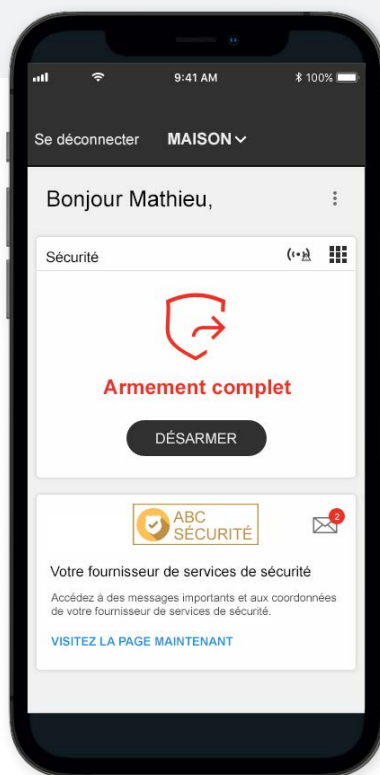 9:41 AM
100%
Se déconnecter MAISON
Bonjour Mathieu,
Sécurité
Armement complet
DÉSARMER
ABC
SÉCURITÉ
2
Votre fournisseur de services de sécurité
Accédez à des messages importants et aux coordonnées
de votre fournisseur de services de sécurité.
VISITEZ LA PAGE MAINTENANT